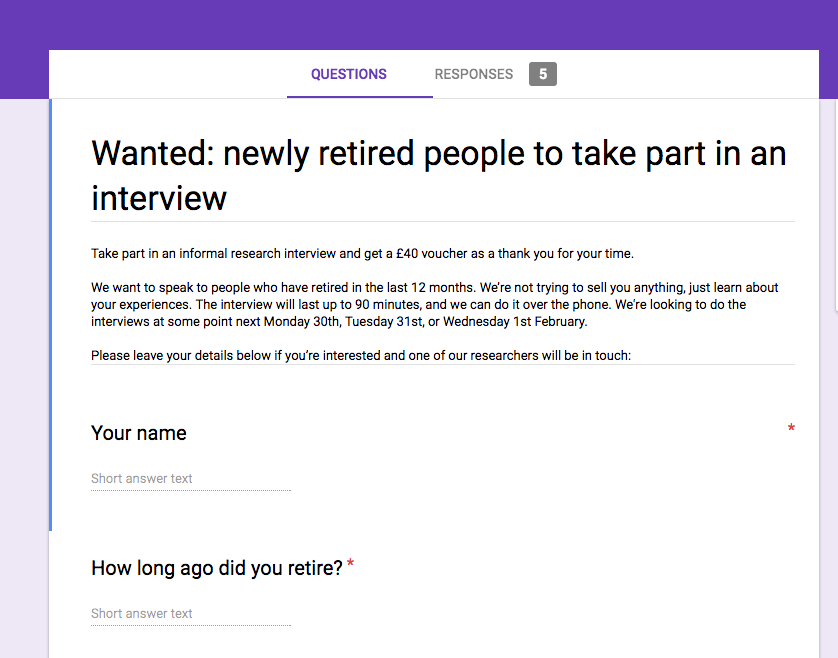 QUESTIONS RESPONSES 5
Wanted: newly retired people to take part in an
interview
Take part in an informal research interview and get a £40 voucher as a thank you for your time.
We want to speak to people who have retired in the last 12 months. We’re not trying to sell you anything, just learn about
your experiences. The interview will last up to 90 minutes, and we can do it over the phone. We’re looking to do the
interviews at some point next Monday 30th, Tuesday 31st, or Wednesday 1st February.
Please leave your details below if you’re interested and one of our researchers will be in touch:
Your name *
Short answer text
How long ago did you retire? *
Short answer text